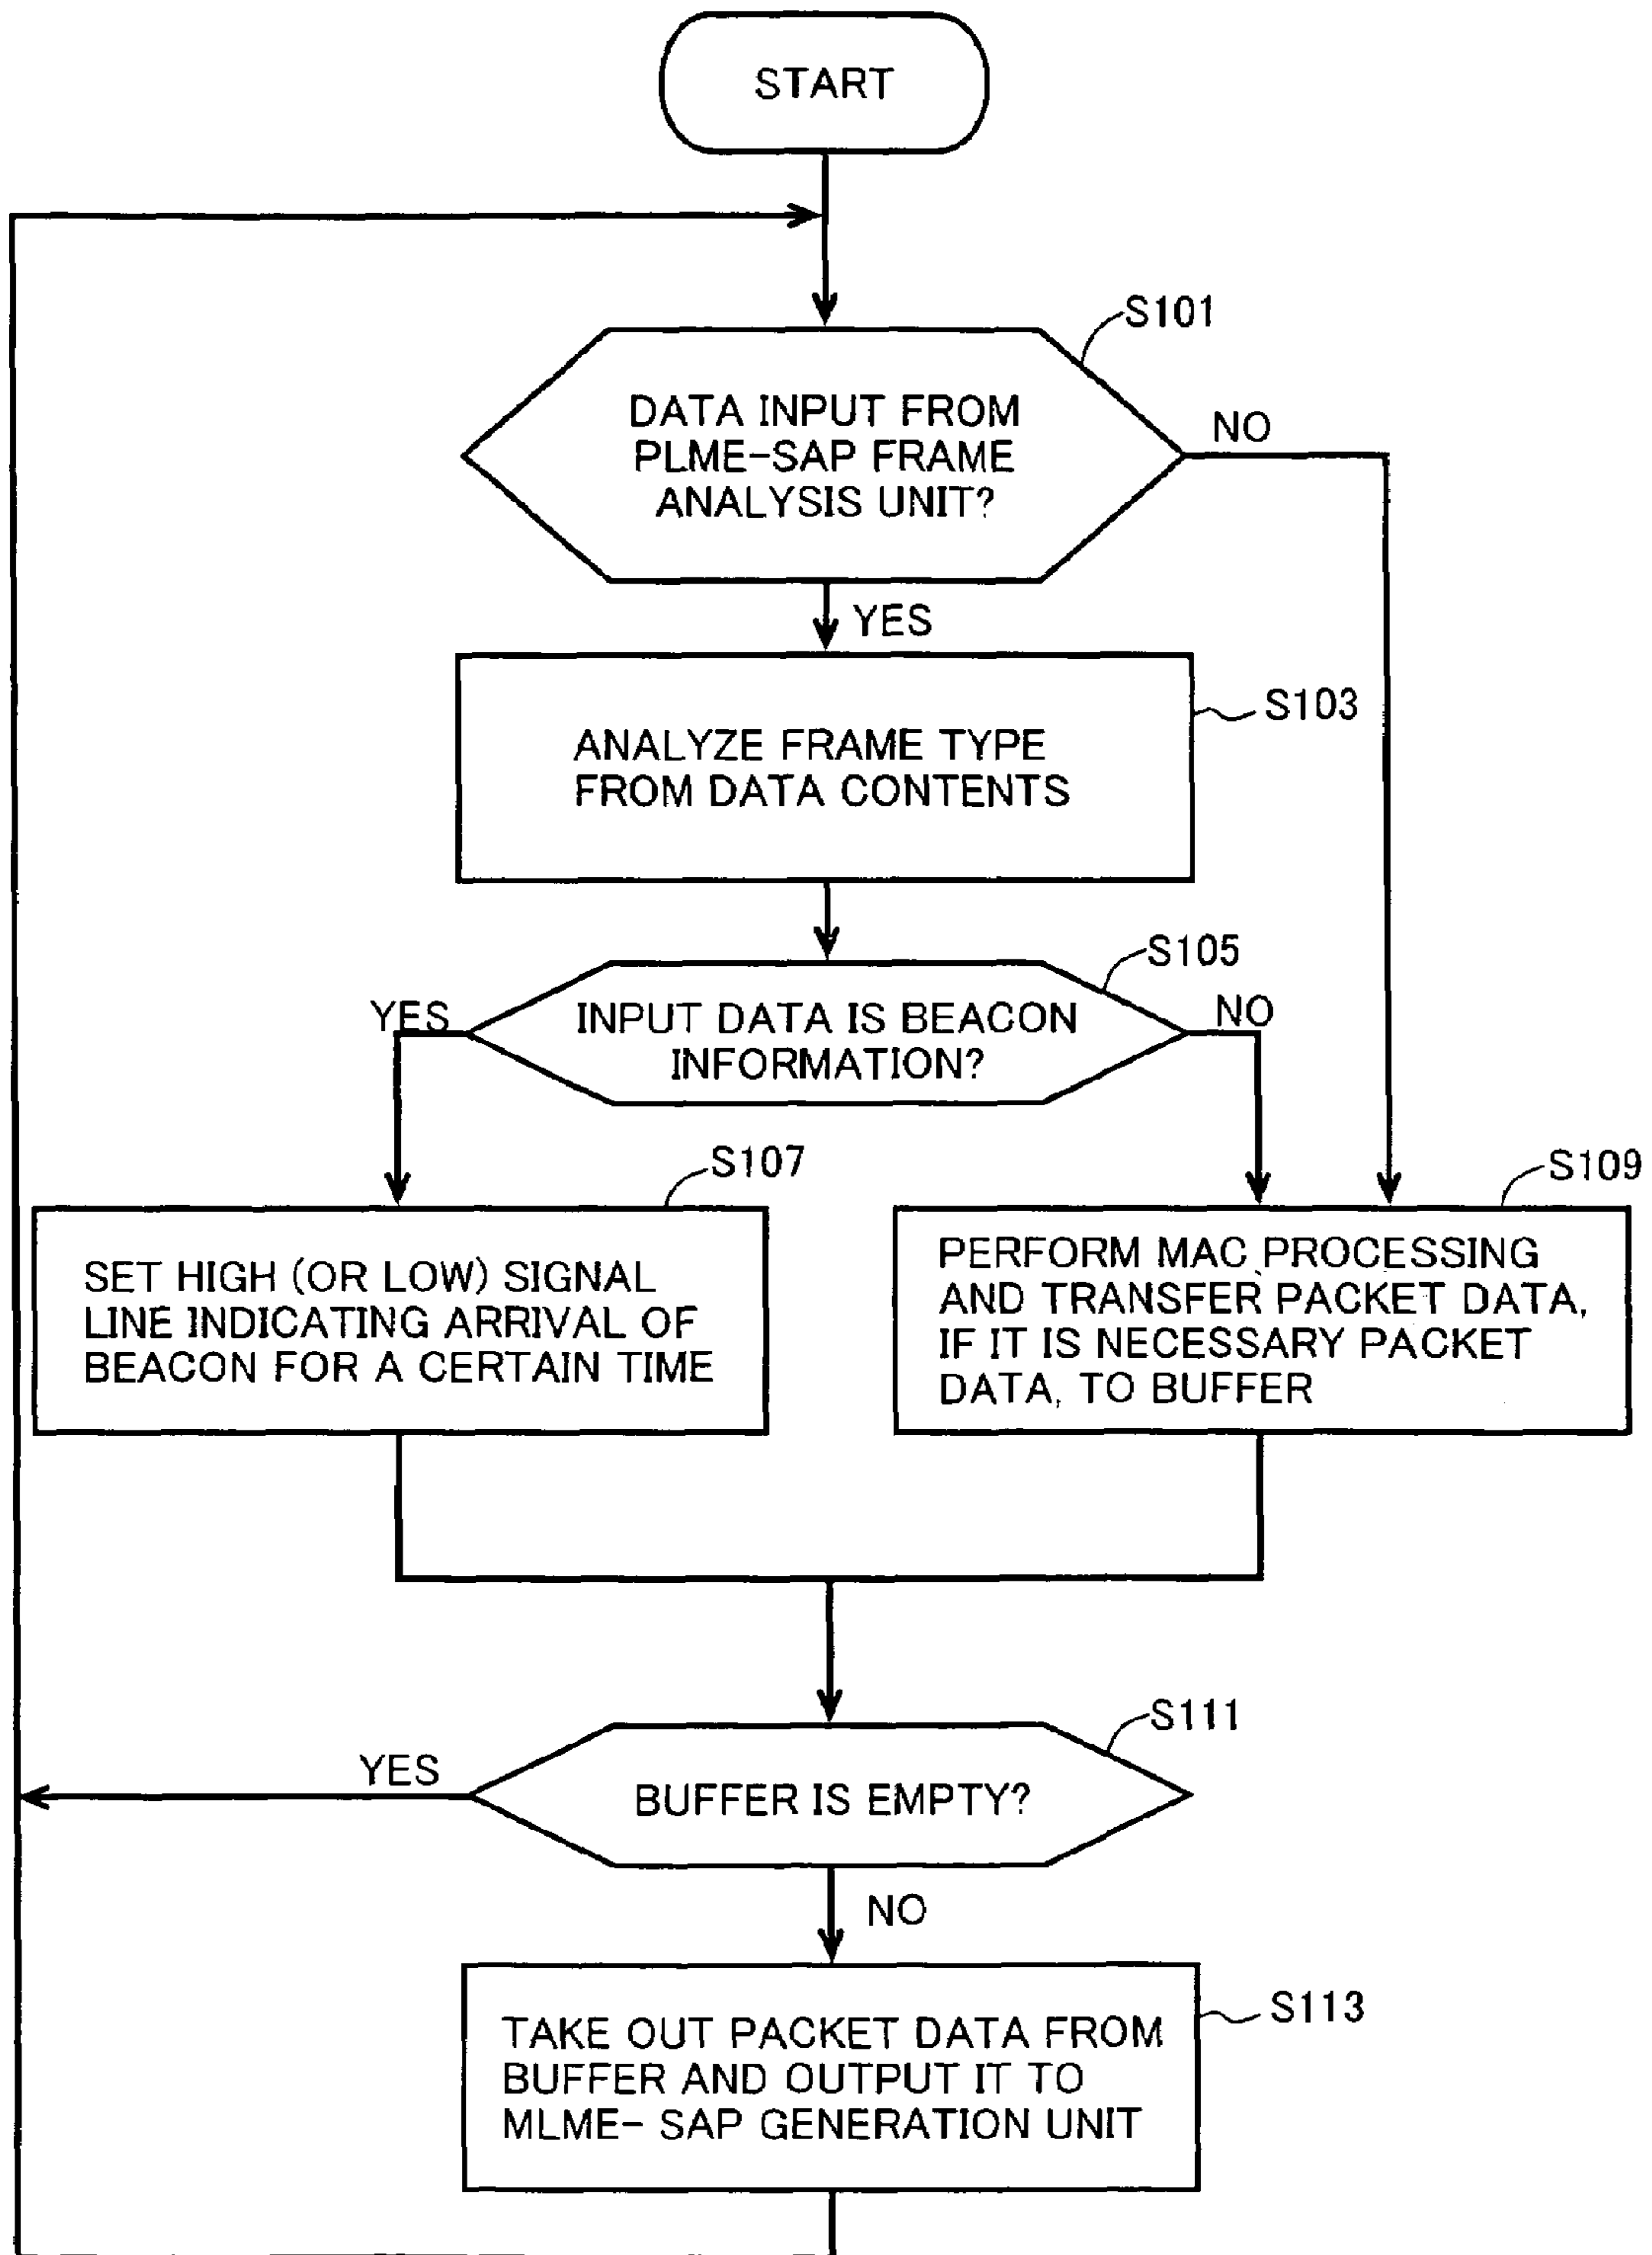 START
S101
DATA INPUT FROM
PLME-SAP FRAME
ANALYSIS UNIT?
NO
YES
S103
ANALYZE FRAME TYPE
FROM DATA CONTENTS
S105
YES
INPUT DATA IS BEACON
INFORMATION?
NO
S107
SET HIGH (OR LOW) SIGNAL
LINE INDICATING ARRIVAL OF
BEACON FOR A CERTAIN TIME
S109
PERFORM MAC PROCESSING
AND TRANSFER PACKET DATA,
IF IT IS NECESSARY PACKET
DATA, TO BUFFER
S111
YES
BUFFER IS EMPTY?
NO
S113
TAKE OUT PACKET DATA FROM
BUFFER AND OUTPUT IT TO
MLME- SAP GENERATION UNIT